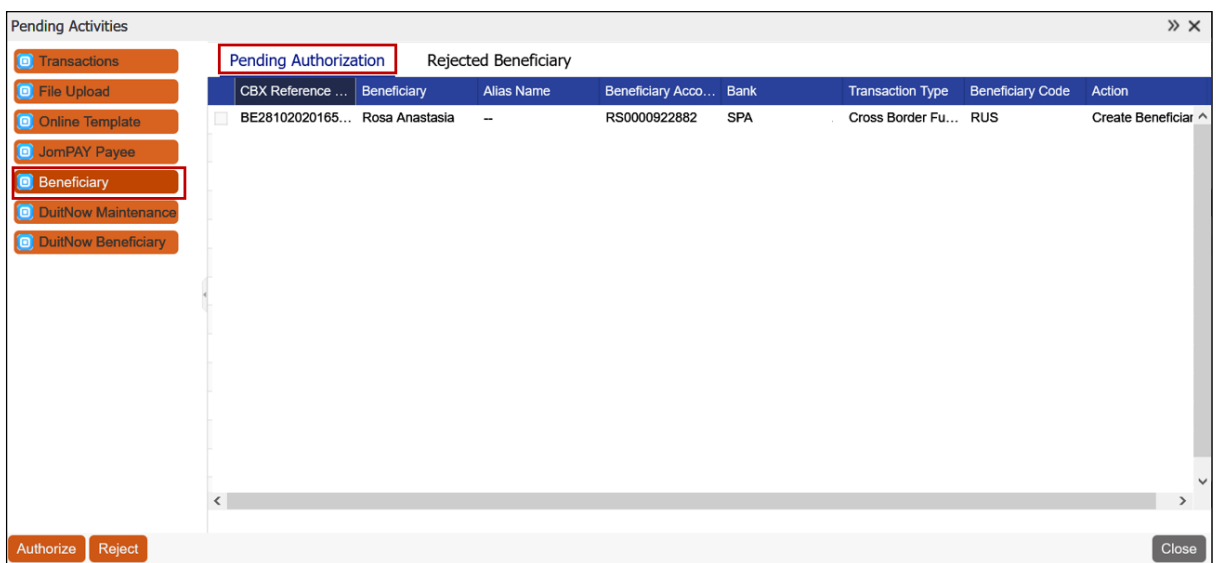 Pending Activities
Transactions
File Upload
Online Template
JomPAY Payee
Beneficiary
DuitNow Maintenance
DuitNow Beneficiary
Pending Authorization Rejected Beneficiary
CBX Reference ... Beneficiary Alias Name Beneficiary Acco... Bank Transaction Type Beneficiary Code Action
BE28102020165... Rosa Anastasia -- RS0000922882 SPA Cross Border Fu... RUS Create Beneficiar
Authorize Reject Close